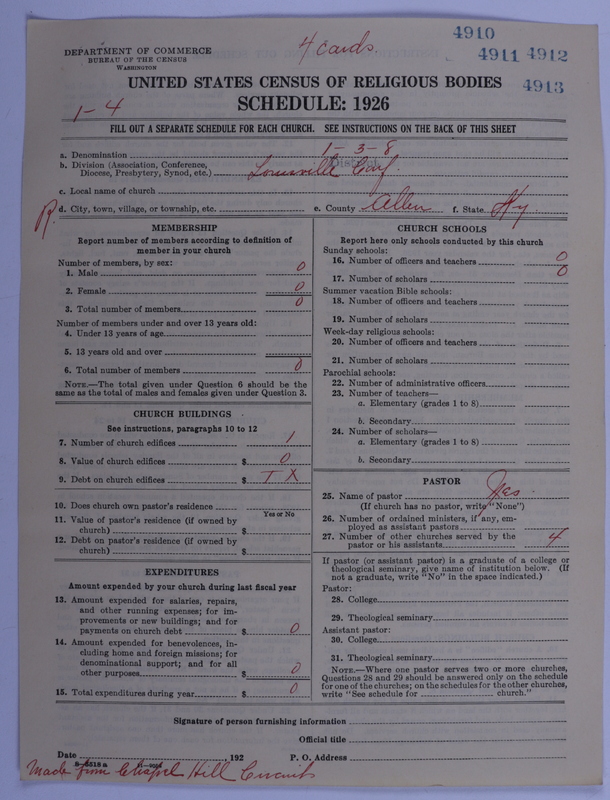 4910
4 cards.
DEPARTMENT OF COMMERCE
BUREAU OF THE CENSUS
WASHINGTON
4911 4912
UNITED STATES CENSUS OF RELIGIOUS BODIES
4913
1-4
SCHEDULE: 1926
FILL OUT A SEPARATE SCHEDULE FOR EACH CHURCH. SEE INSTRUCTIONS ON THE BACK OF THIS SHEET
a. Denomination 1-3-8
b. Division (Association, Conference,
Diocese, Presbytery, Synod, etc.) Louisville Conf.
c. Local name of church
R. d. City, town, village, or township, etc. e. County Allen f. State Ky
MEMBERSHIP
Report number of members according to definition of
member in your church
Number of members, by sex:
1. Male 0
2. Female 0
3. Total number of members 0
Number of members under and over 13 years old:
4. Under 13 years of age
5. 13 years old and over
6. Total number of members 0
NOTE.—The total given under Question 6 should be the
same as the total of males and females given under Question 3.
CHURCH BUILDINGS
See instructions, paragraphs 10 to 12
7. Number of church edifices 1
8. Value of church edifices $ 0
9. Debt on church edifices $ T X
10. Does church own pastor's residence
Yes or No
11. Value of pastor's residence (if owned by
church) $
12. Debt on pastor's residence (if owned by
church) $
EXPENDITURES
Amount expended by your church during last fiscal year
13. Amount expended for salaries, repairs,
and other running expenses; for im-
provements or new buildings; and for
payments on church debt $ 0
14. Amount expended for benevolences, in-
cluding home and foreign missions; for
denominational support; and for all
other purposes $ 0
15. Total expenditures during year $ 0
CHURCH SCHOOLS
Report here only schools conducted by this church
Sunday schools:
16. Number of officers and teachers 0
17. Number of scholars 0
Summer vacation Bible schools:
18. Number of officers and teachers
19. Number of scholars
Week-day religious schools:
20. Number of officers and teachers
21. Number of scholars
Parochial schools:
22. Number of administrative officers
23. Number of teachers—
a. Elementary (grades 1 to 8)
b. Secondary
24. Number of scholars—
a. Elementary (grades 1 to 8)
b. Secondary
PASTOR
25. Name of pastor Yes.
(If church has no pastor, write "None")
26. Number of ordained ministers, if any, em-
ployed as assistant pastors
27. Number of other churches served by the
pastor or his assistants 4
If pastor (or assistant pastor) is a graduate of a college or
theological seminary, give name of institution below. (If
not a graduate, write "No" in the space indicated.)
Pastor:
28. College
29. Theological seminary
Assistant pastor:
30. College
31. Theological seminary
NOTE.—Where one pastor serves two or more churches,
Questions 28 and 29 should be answered only on the schedule
for one of the churches; on the schedules for the other churches,
write "See schedule for church."
Signature of person furnishing information
Official title
Date , 192 P. O. Address
8-5518a
Made from Chapel Hill Circuit